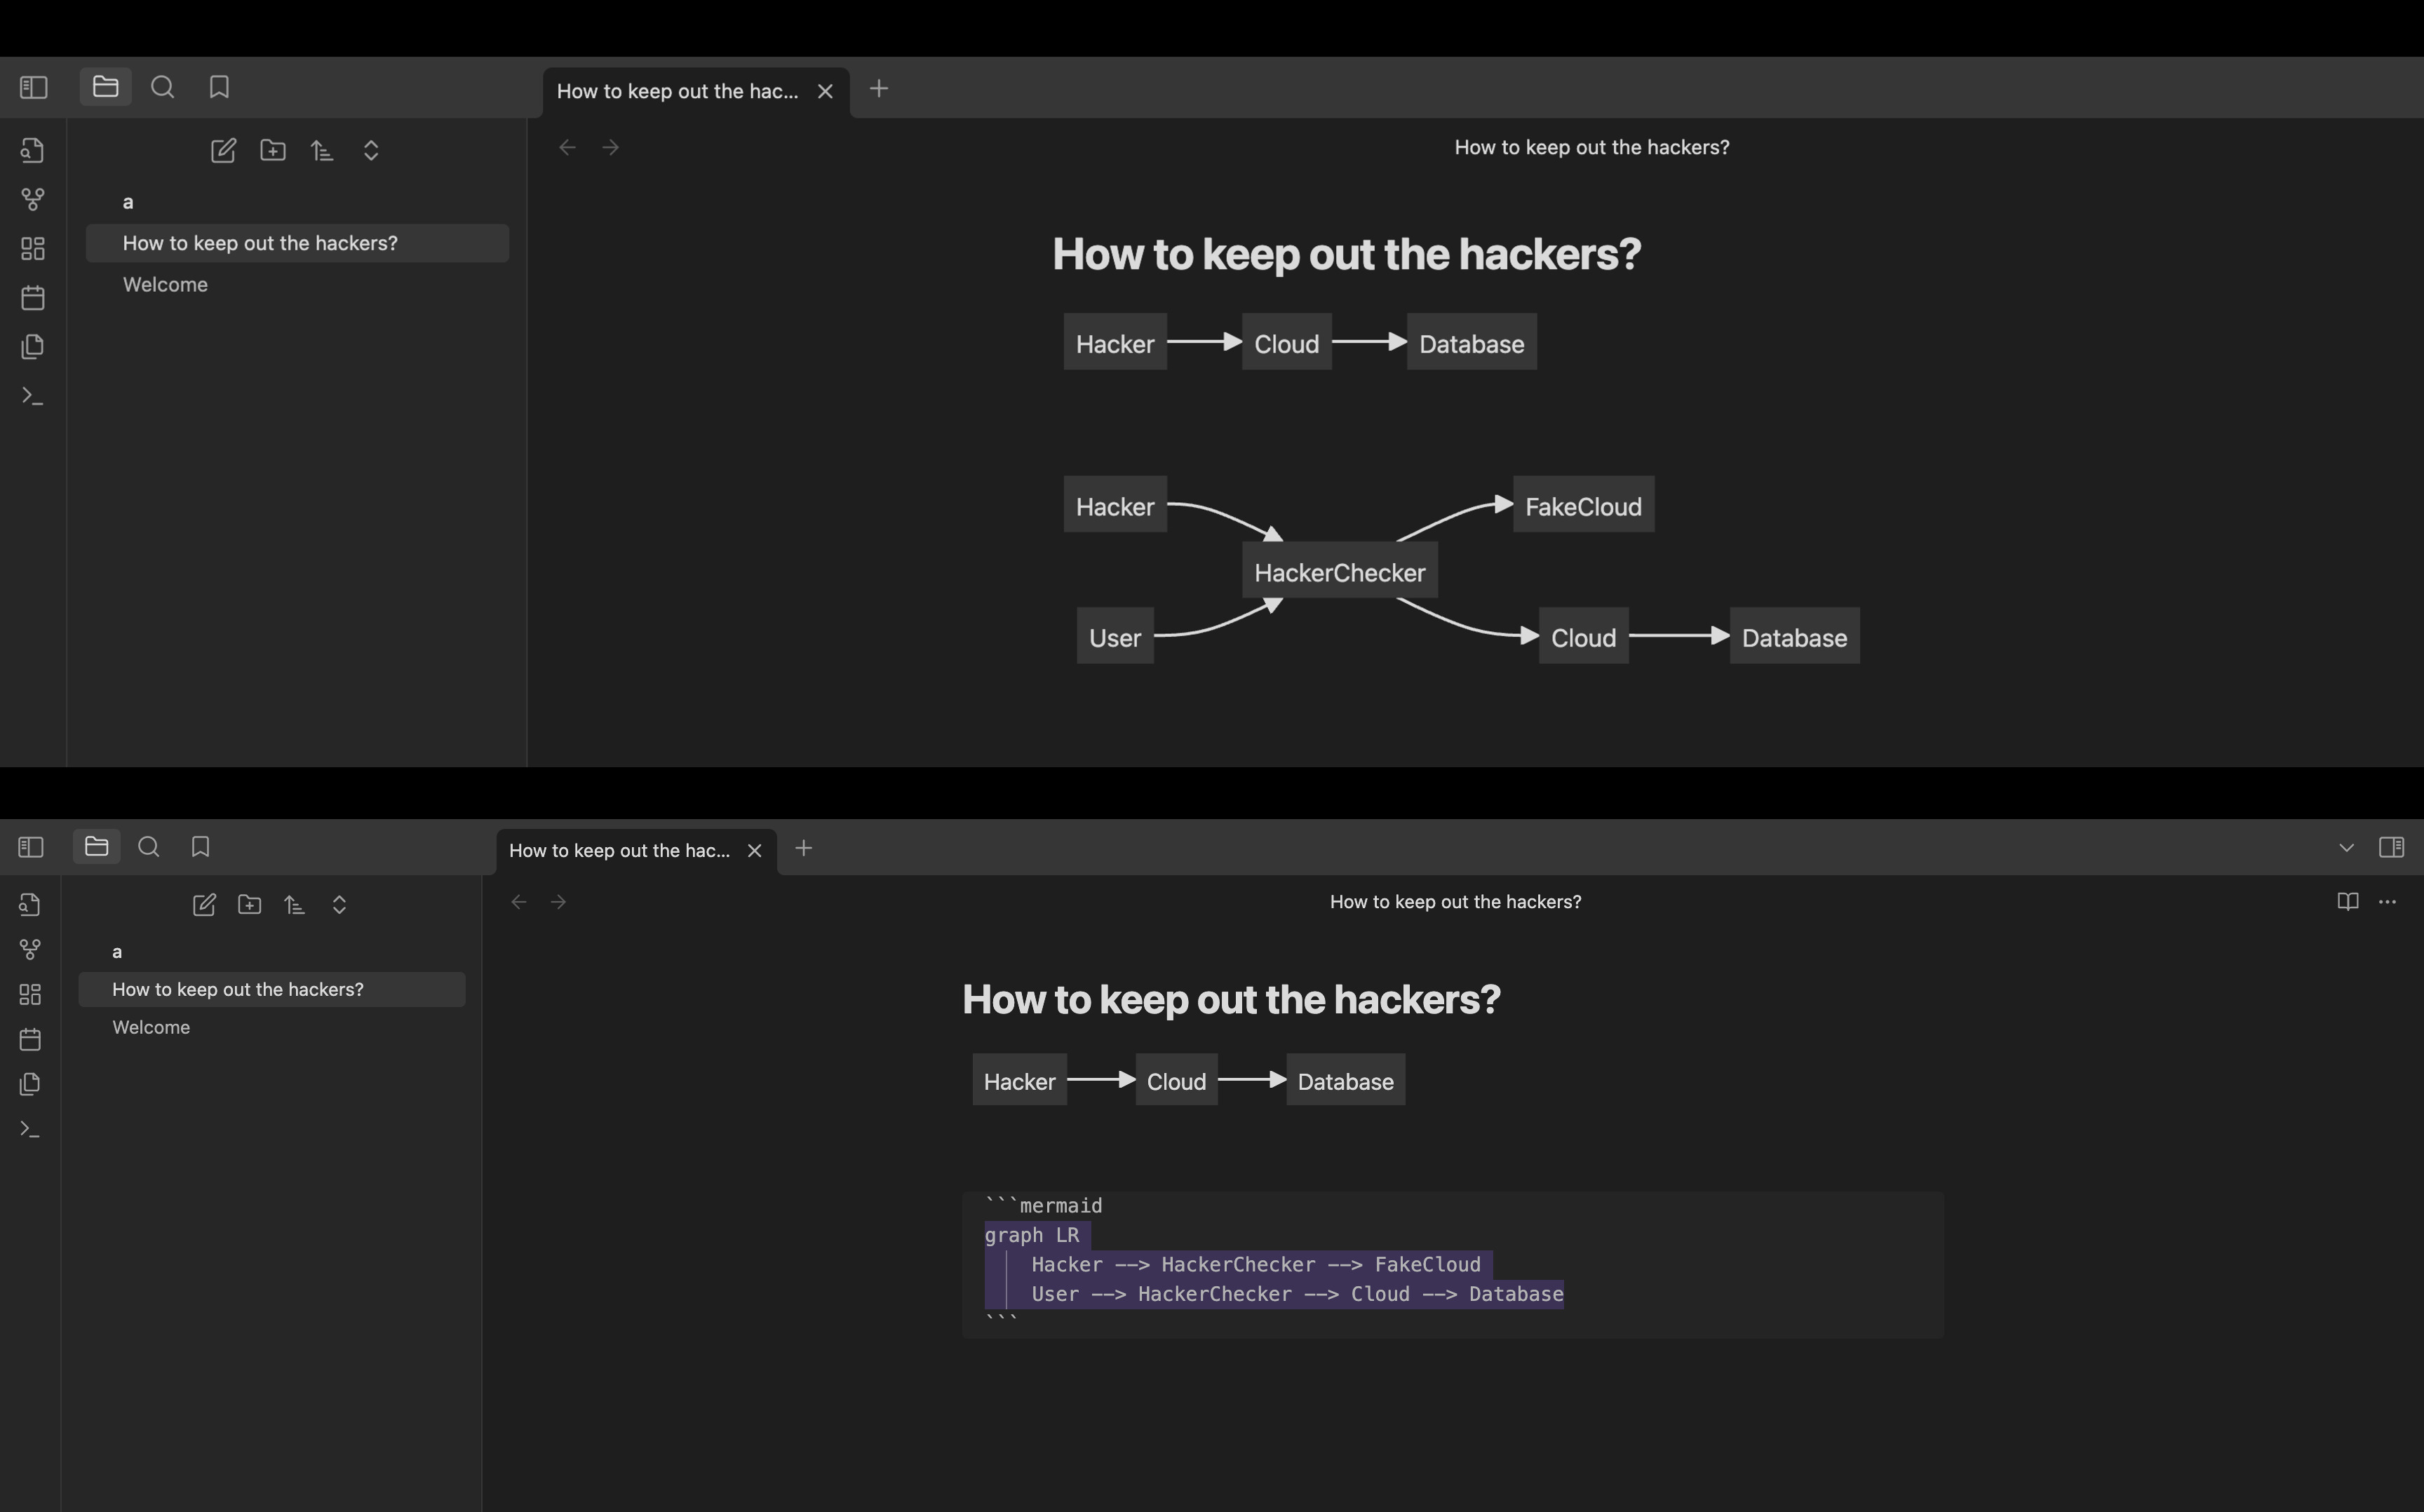 How to keep out the hac...
How to keep out the hackers?
a
How to keep out the hackers?
Welcome
How to keep out the hackers?
Hacker Cloud Database
Hacker FakeCloud
HackerChecker
User Cloud Database
How to keep out the hac...
How to keep out the hackers?
a
How to keep out the hackers?
Welcome
How to keep out the hackers?
Hacker Cloud Database
```mermaid
graph LR
Hacker --> HackerChecker --> FakeCloud
User --> HackerChecker --> Cloud --> Database
```